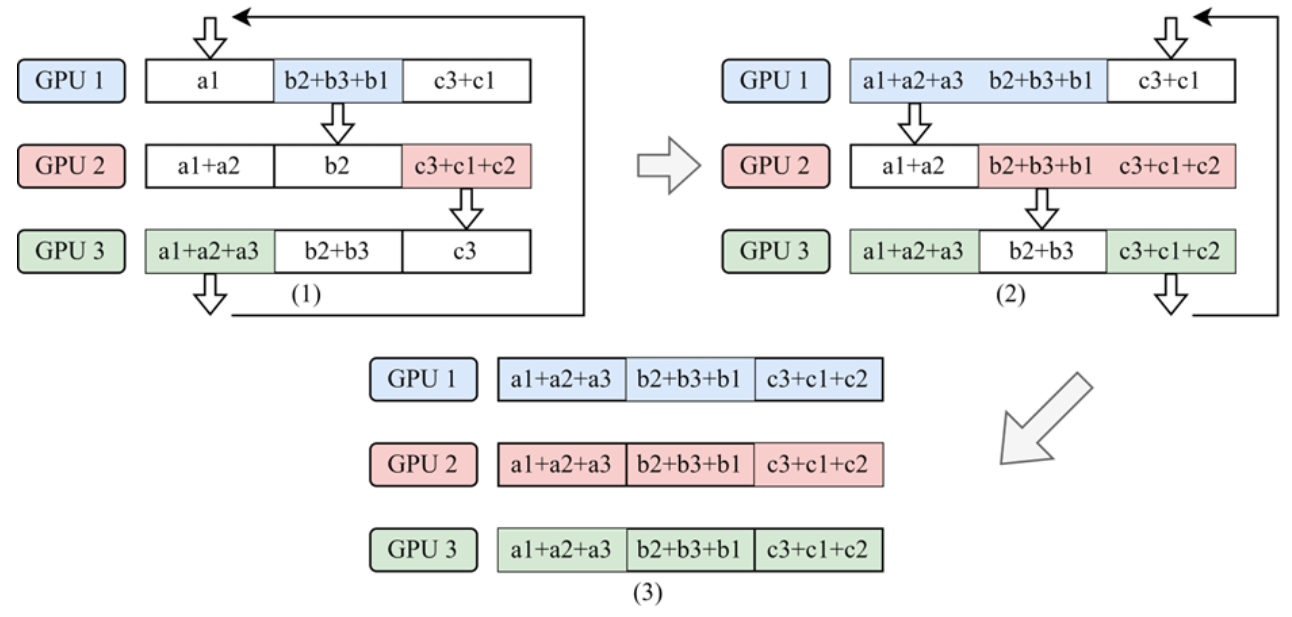 GPU 1 a1 b2+b3+b1 c3+c1
GPU 2 a1+a2 b2 c3+c1+c2
GPU 3 a1+a2+a3 b2+b3 c3
(1)
GPU 1 a1+a2+a3 b2+b3+b1 c3+c1
GPU 2 a1+a2 b2+b3+b1 c3+c1+c2
GPU 3 a1+a2+a3 b2+b3 c3+c1+c2
(2)
GPU 1 a1+a2+a3 b2+b3+b1 c3+c1+c2
GPU 2 a1+a2+a3 b2+b3+b1 c3+c1+c2
GPU 3 a1+a2+a3 b2+b3+b1 c3+c1+c2
(3)